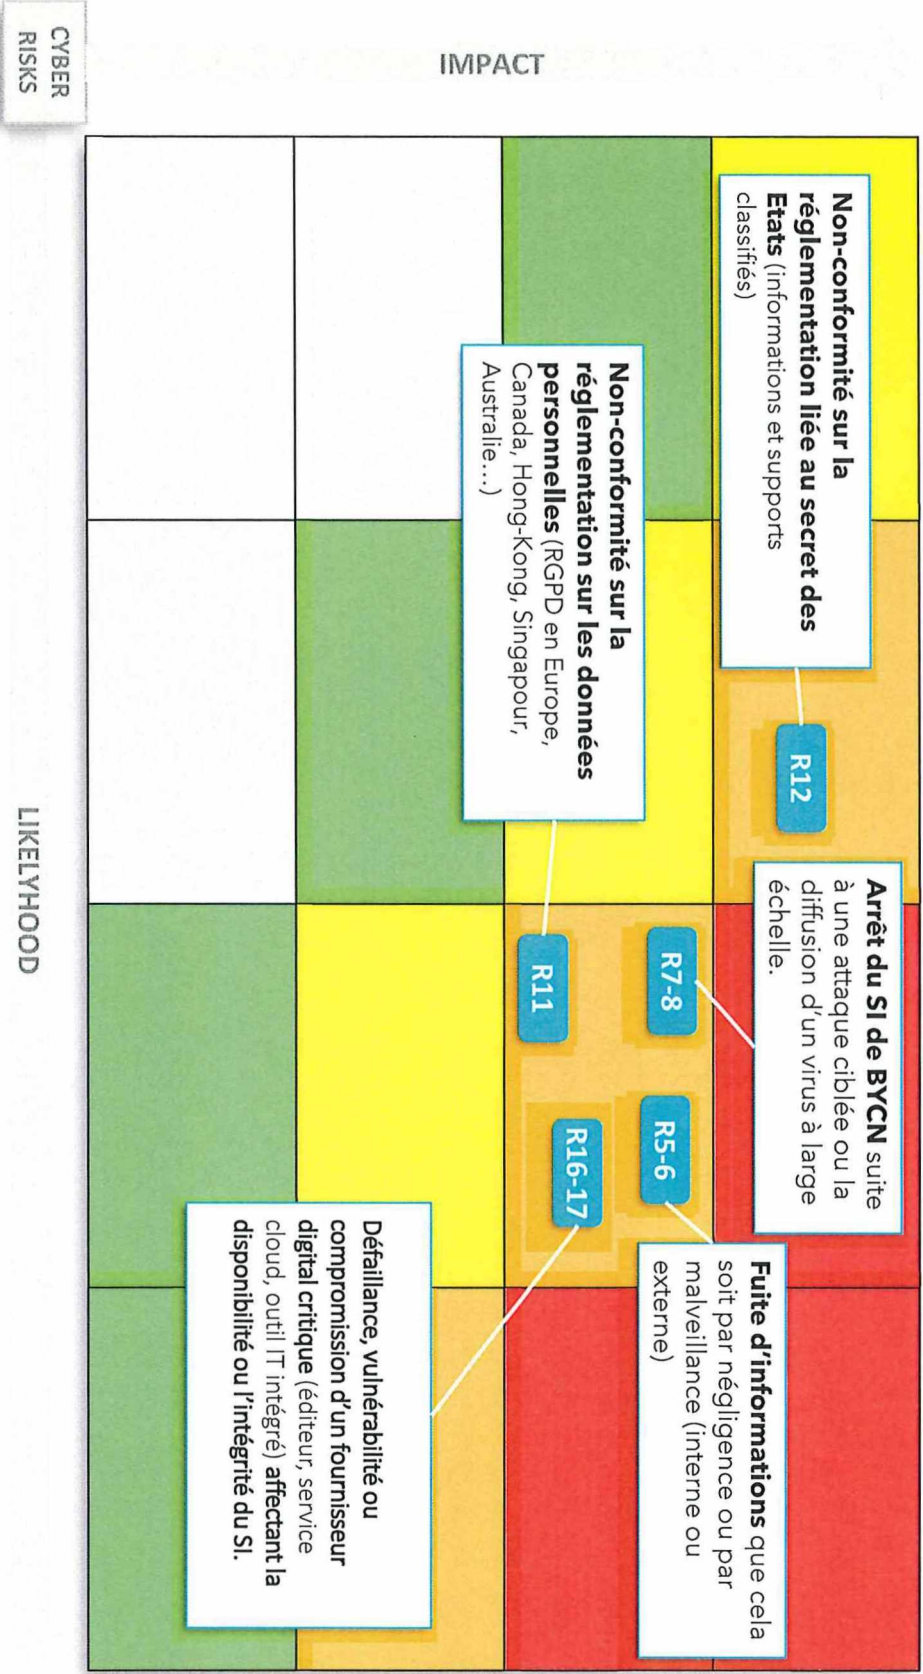 CYBER
RISKS
IMPACT
Non-conformité sur la
réglementation liée au secret des
Etats (informations et supports
classifiés)
R12
Arrêt du SI de BYCN suite
à une attaque ciblée ou la
diffusion d'un virus à large
échelle.
Non-conformité sur la
réglementation sur les données
personnelles (RGPD en Europe,
Canada, Hong-Kong, Singapour,
Australie...)
R7-8
R11
R5-6
R16-17
Fuite d'informations que cela
soit par négligence ou par
malveillance (interne ou
externe)
Défaillance, vulnérabilité ou
compromission d'un fournisseur
digital critique (éditeur, service
cloud, outil IT intégré) affectant la
disponibilité ou l'intégrité du SI.
LIKELYHOOD